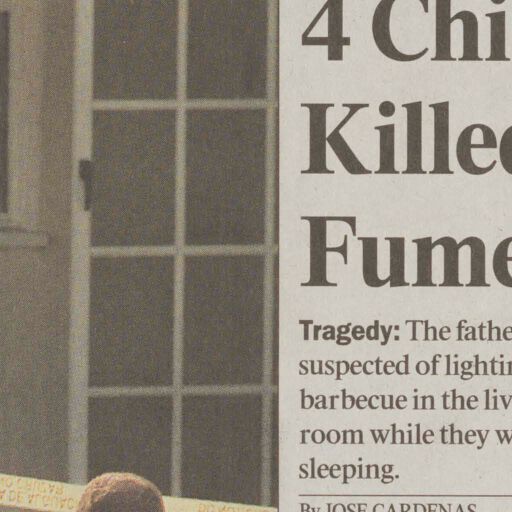 4 Chi
Killed
Fume
Tragedy: The fathe
suspected of lightin
barbecue in the liv
room while they w
sleeping.
By JOSE CARDENAS